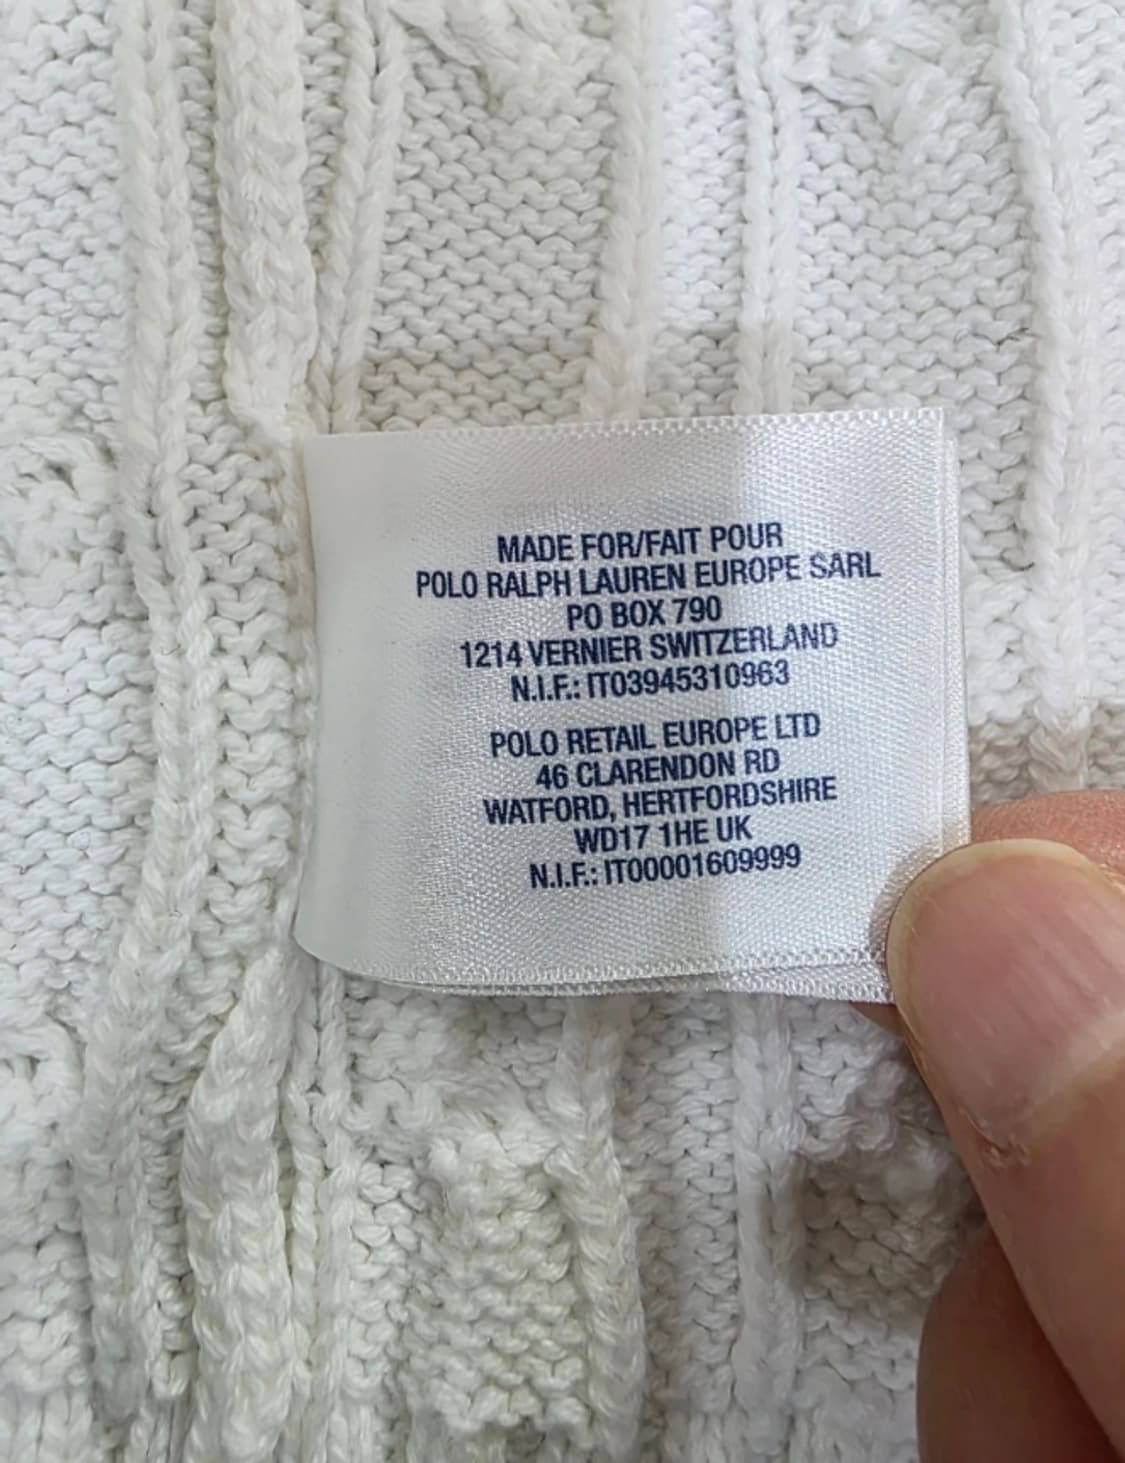 MADE FOR/FAIT POUR
POLO RALPH LAUREN EUROPE SARL
PO BOX 790
1214 VERNIER SWITZERLAND
N.I.F.: IT03945310963
POLO RETAIL EUROPE LTD
46 CLARENDON RD
WATFORD, HERTFORDSHIRE
WD17 1HE UK
N.I.F.: IT00001609999